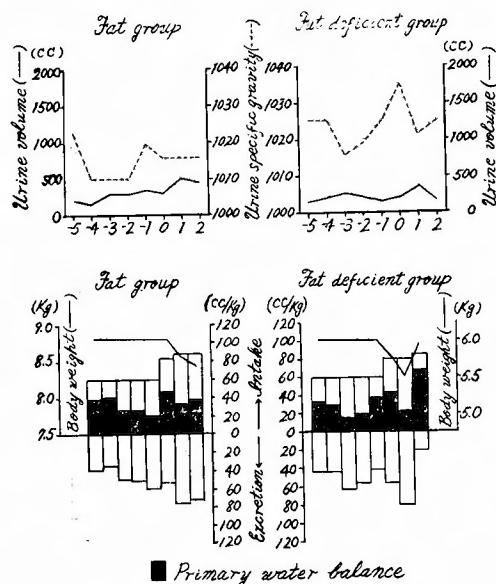 Fat group
Fat deficient group
(CC)
Urine volume (——)
2000
1500
1000
500
0
1040
1030
1020
1010
1000
-5 -4 -3 -2 -1 0 1 2
Urine specific gravity (----)
1040
1030
1020
1010
1000
(CC)
2000
1500
1000
500
0
Urine volume (——)
-5 -4 -3 -2 -1 0 1 2
Fat group
Fat deficient group
(Kg)
Body weight (——)
9.0
8.5
8.0
7.5
(CC/Kg)
120
100
80
60
40
20
0
20
40
60
80
100
120
Excretion ← → Intake
(CC/Kg)
120
100
80
60
40
20
0
20
40
60
80
100
120
(Kg)
6.0
5.5
5.0
Body weight (——)
Primary water balance